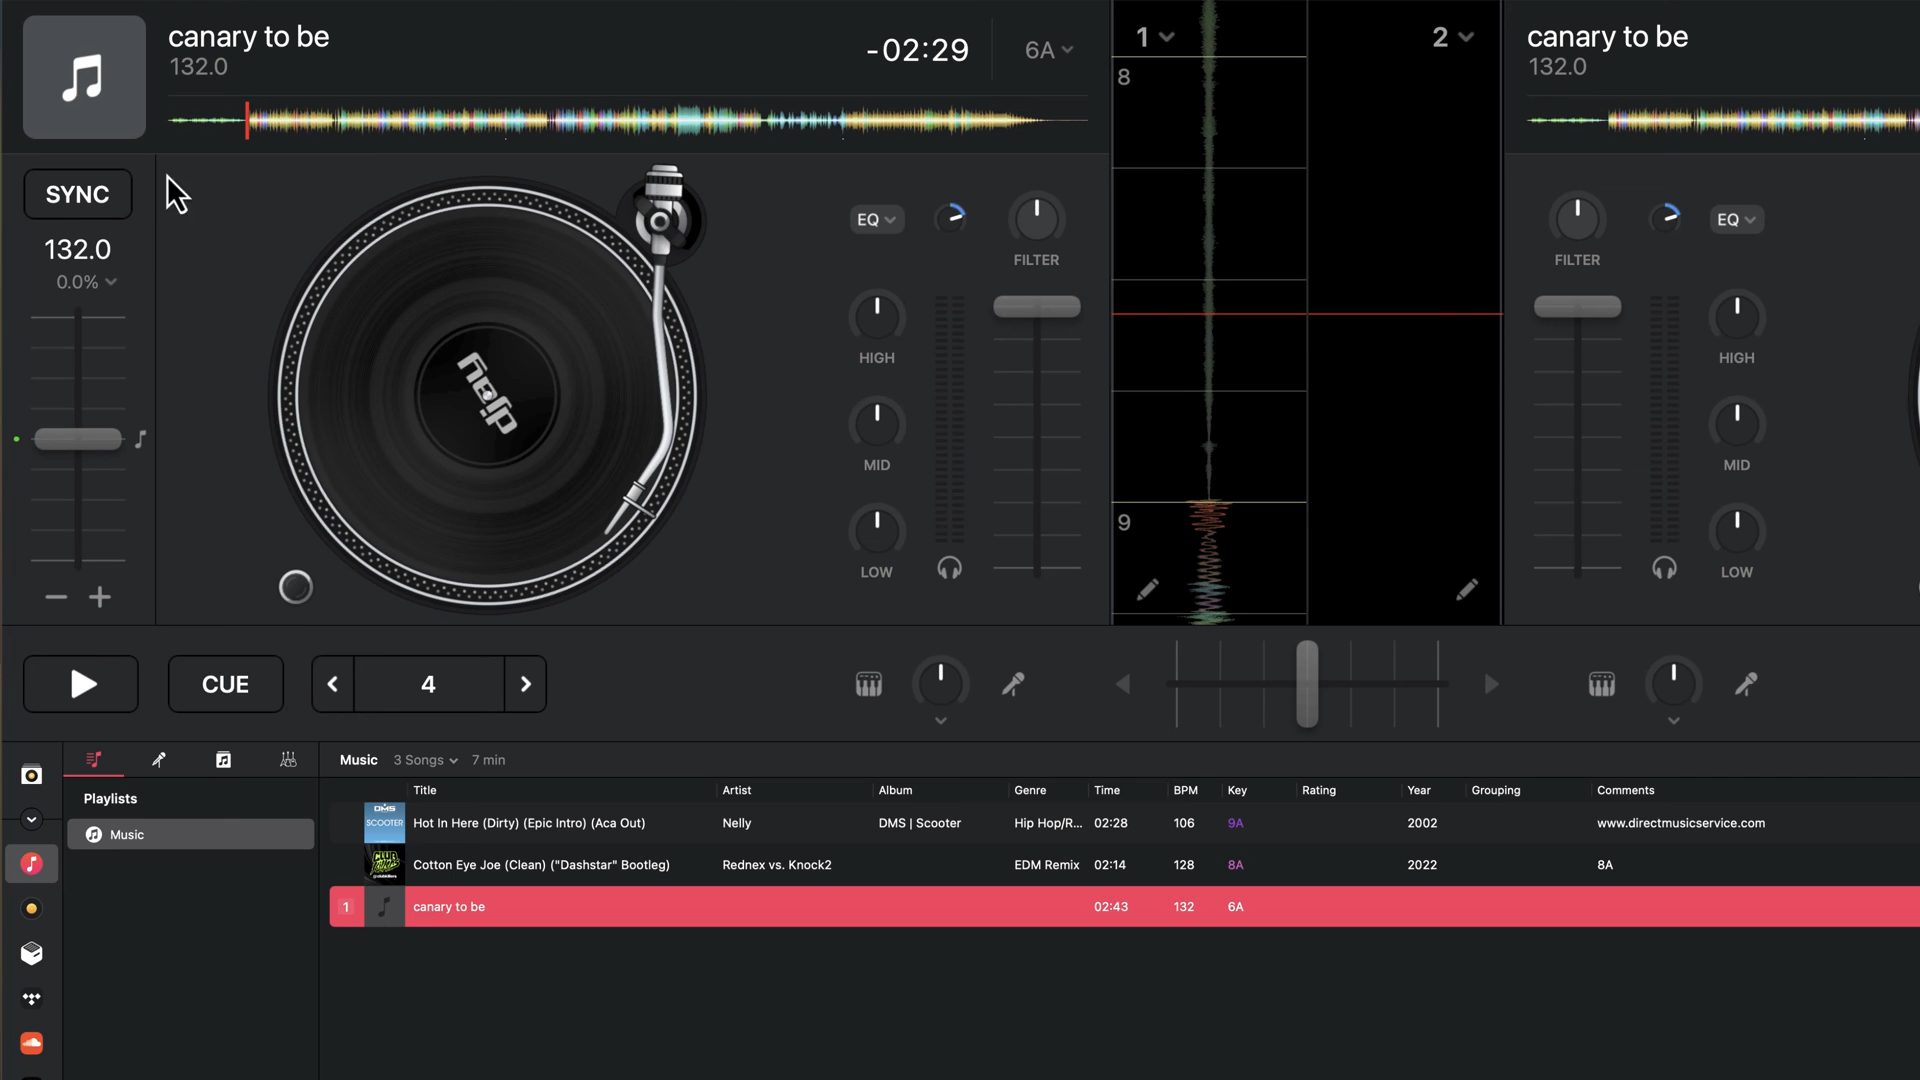 canary to be
132.0
-02:29
6A
1
2
8
9
canary to be
132.0
SYNC
132.0
0.0%
djay
EQ
FILTER
HIGH
MID
LOW
FILTER
EQ
HIGH
MID
LOW
CUE
4
Music 3 Songs 7 min
Playlists
Music
Title Artist Album Genre Time BPM Key Rating Year Grouping Comments
DMS
SCOOTER
Hot In Here (Dirty) (Epic Intro) (Aca Out) Nelly DMS | Scooter Hip Hop/R... 02:28 106 9A 2002 www.directmusicservice.com
CLUB
Cotton Eye Joe (Clean) ("Dashstar" Bootleg) Rednex vs. Knock2 EDM Remix 02:14 128 8A 2022 8A
1 canary to be 02:43 132 6A